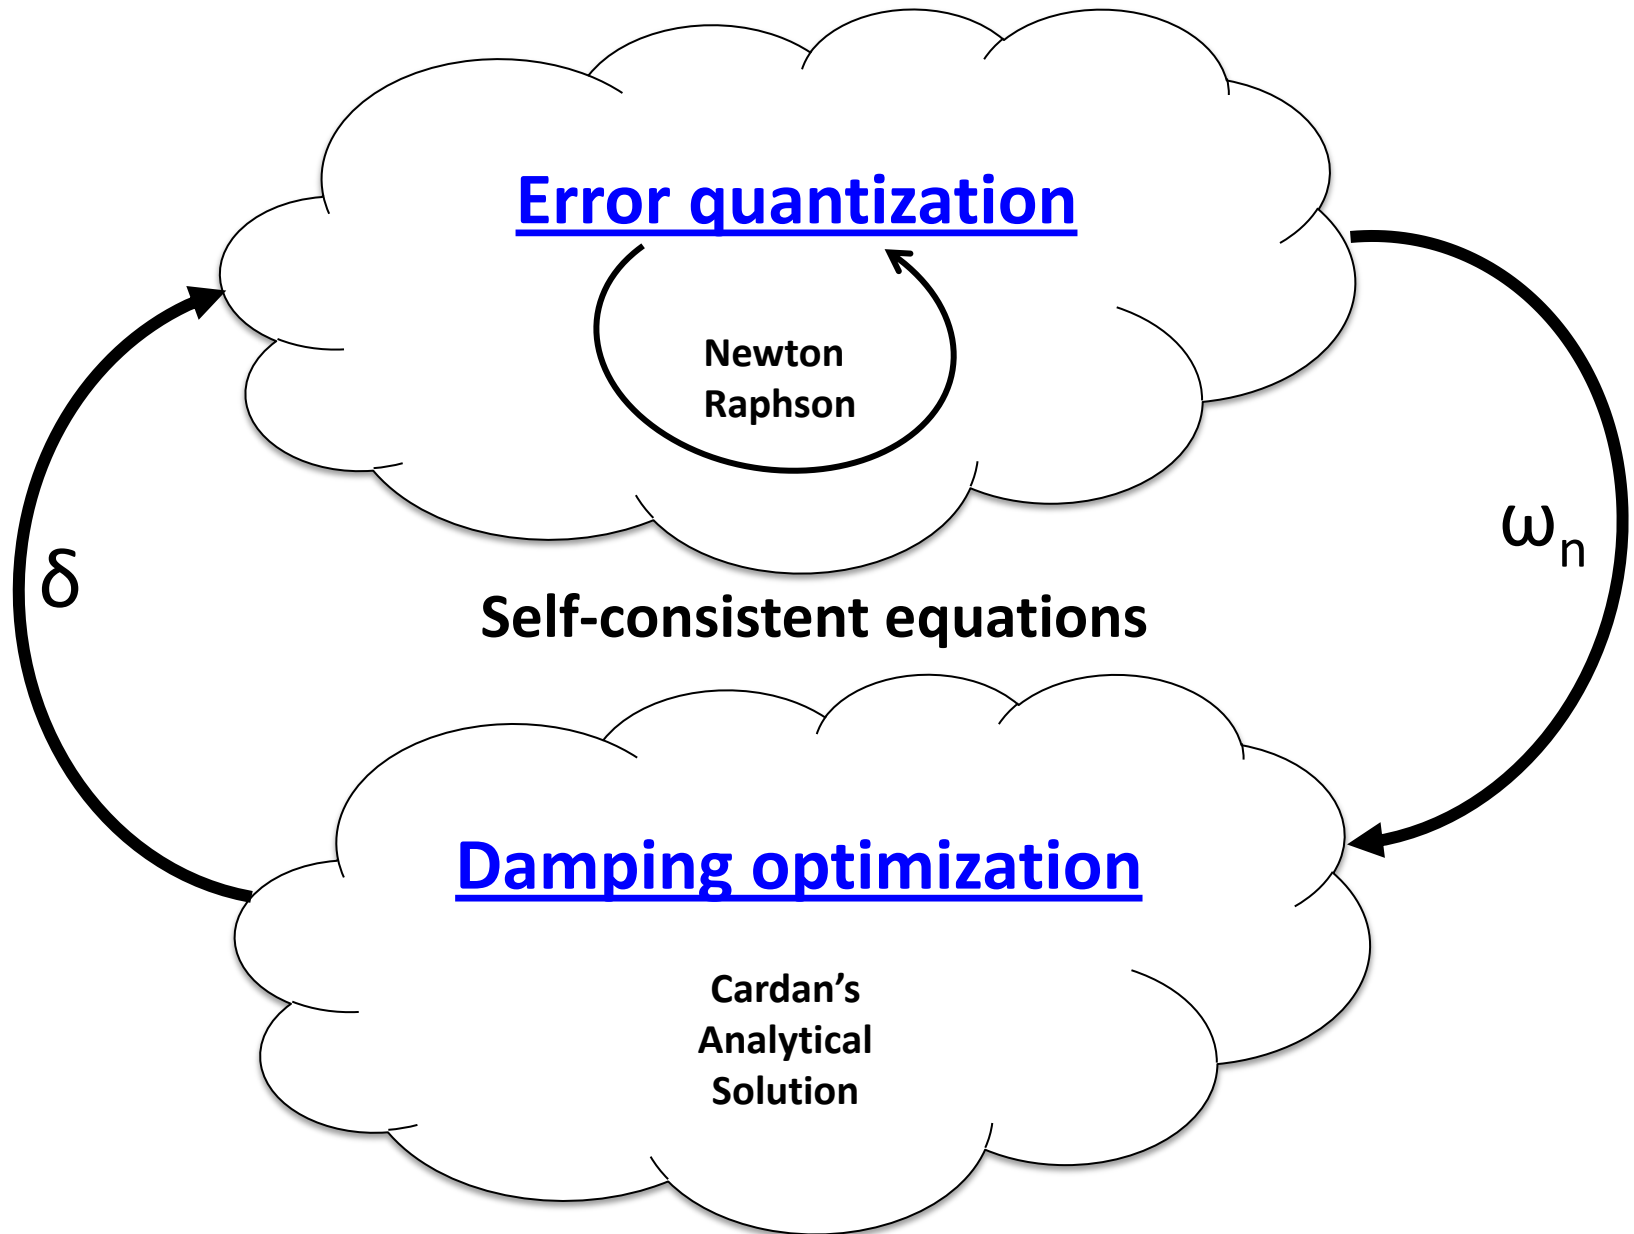 Error quantization
Newton
Raphson
δ
ωn
Self-consistent equations
Damping optimization
Cardan’s
Analytical
Solution